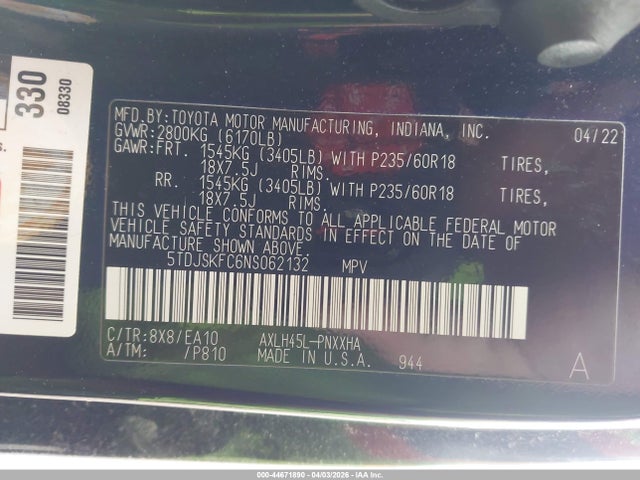 330
08330
s.
MFD.BY:TOYOTA MOTOR MANUFACTURING, INDIANA, INC. 04/22
GVWR:2800KG (6170LB)
GAWR:FRT. 1545KG (3405LB) WITH P235/60R18 TIRES,
18X7.5J RIMS.
RR. 1545KG (3405LB) WITH P235/60R18 TIRES,
18X7.5J RIMS.
THIS VEHICLE CONFORMS TO ALL APPLICABLE FEDERAL MOTOR
VEHICLE SAFETY STANDARDS IN EFFECT ON THE DATE OF
MANUFACTURE SHOWN ABOVE.
5TDJSKFC6NS062132 MPV
C/TR:8X8/EA10 AXLH45L-PNXXHA
A/TM: /P810 MADE IN U.S.A. 944 A
000-44671890 - 04/03/2026 - IAA Inc.